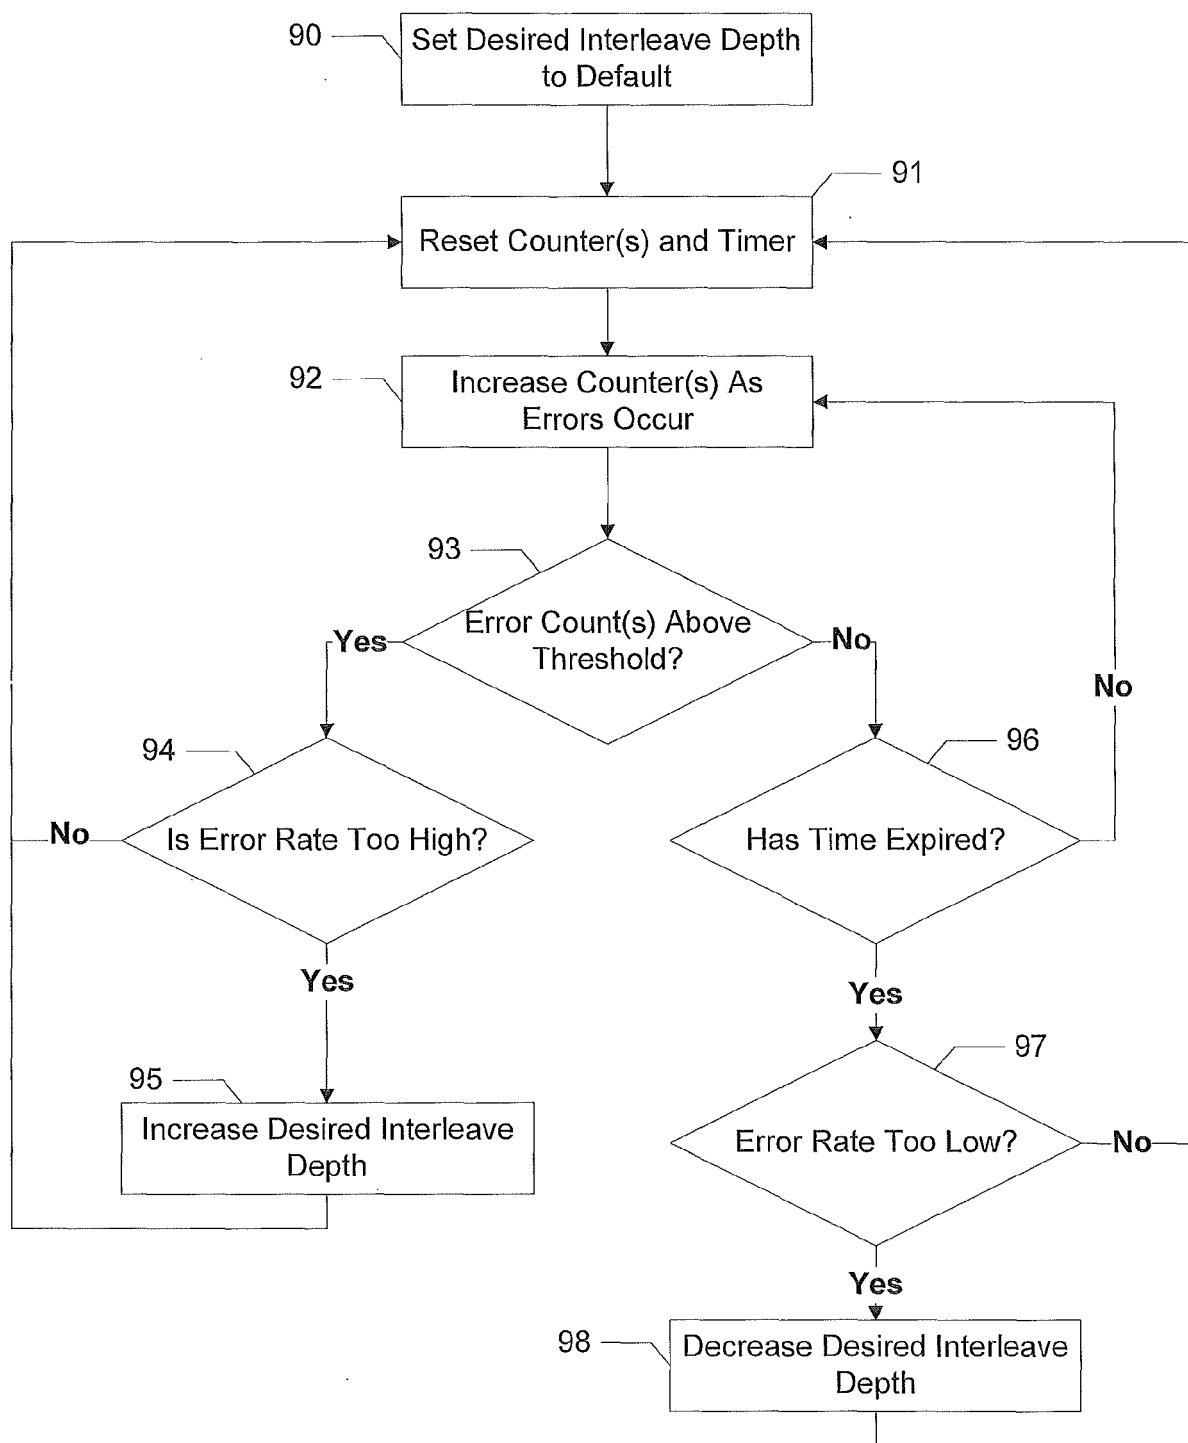 90
Set Desired Interleave Depth
to Default
91
Reset Counter(s) and Timer
92
Increase Counter(s) As
Errors Occur
93
Error Count(s) Above
Threshold?
Yes
No
No
94
Is Error Rate Too High?
No
Yes
96
Has Time Expired?
Yes
95
Increase Desired Interleave
Depth
97
Error Rate Too Low?
No
Yes
98
Decrease Desired Interleave
Depth